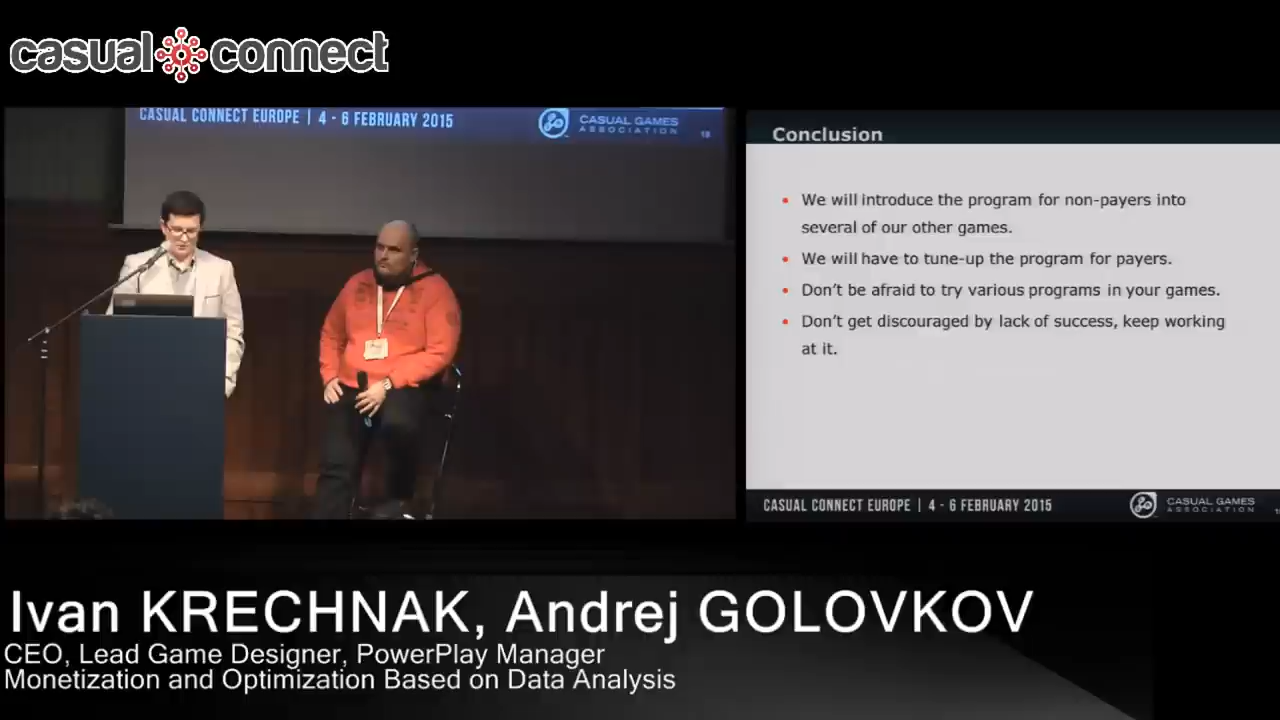 casual connect
CASUAL CONNECT EUROPE | 4 - 6 FEBRUARY 2015
CASUAL GAMES
ASSOCIATION
18
Conclusion
• We will introduce the program for non-payers into
several of our other games.
• We will have to tune-up the program for payers.
• Don't be afraid to try various programs in your games.
• Don't get discouraged by lack of success, keep working
at it.
CASUAL CONNECT EUROPE | 4 - 6 FEBRUARY 2015
CASUAL GAMES
ASSOCIATION
Ivan KRECHNAK, Andrej GOLOVKOV
CEO, Lead Game Designer, PowerPlay Manager
Monetization and Optimization Based on Data Analysis